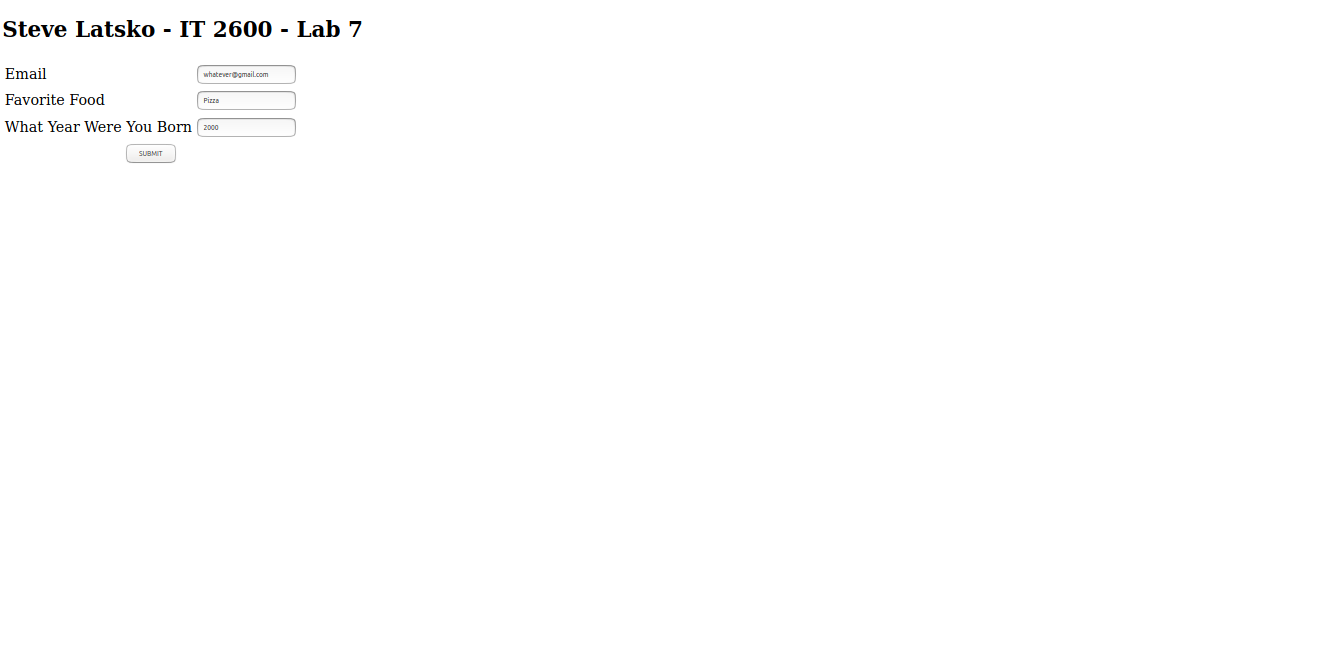 Steve Latsko - IT 2600 - Lab 7
Email whatever@gmail.com
Favorite Food Pizza
What Year Were You Born 2000
SUBMIT